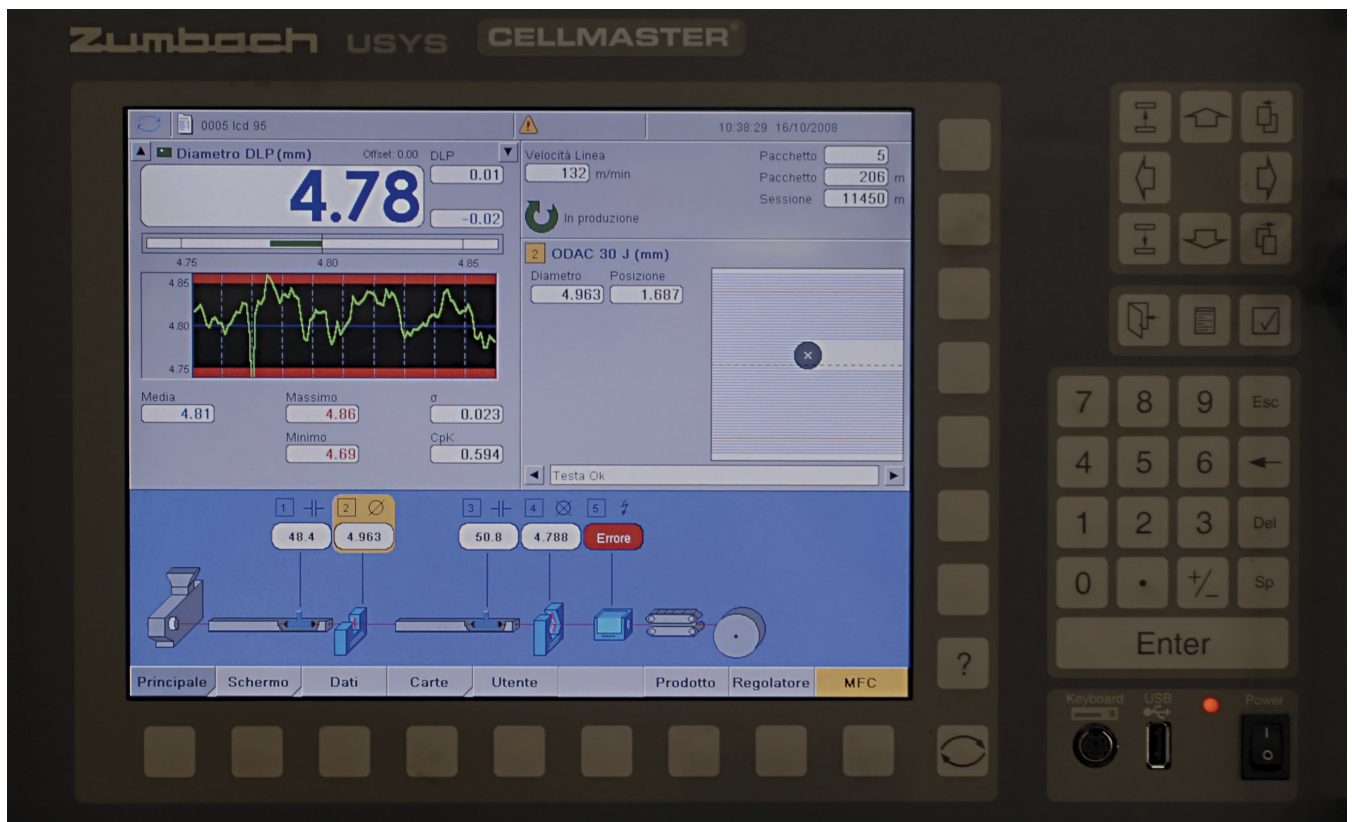 Zumbach USYS CELLMASTER®
0005 lcd 95
10:38:29 16/10/2008
Diametro DLP (mm)
Offset: 0.00
DLP
4.78
0.01
-0.02
4.75 4.80 4.85
4.85
4.80
4.75
Media
4.81
Massimo
4.86
σ
0.023
Minimo
4.69
CpK
0.594
Velocità Linea
132 m/min
In produzione
Pacchetto 5
Pacchetto 206 m
Sessione 11450 m
2 ODAC 30 J (mm)
Diametro Posizione
4.963 1.687
Testa Ok
1 2 3 4 5
48.4 4.963 50.8 4.788 Errore
Principale Schermo Dati Carte Utente Prodotto Regolatore MFC
?
7 8 9 Esc
4 5 6
1 2 3 Del
0 • +/− Sp
Enter
Keyboard USB Power
I
O